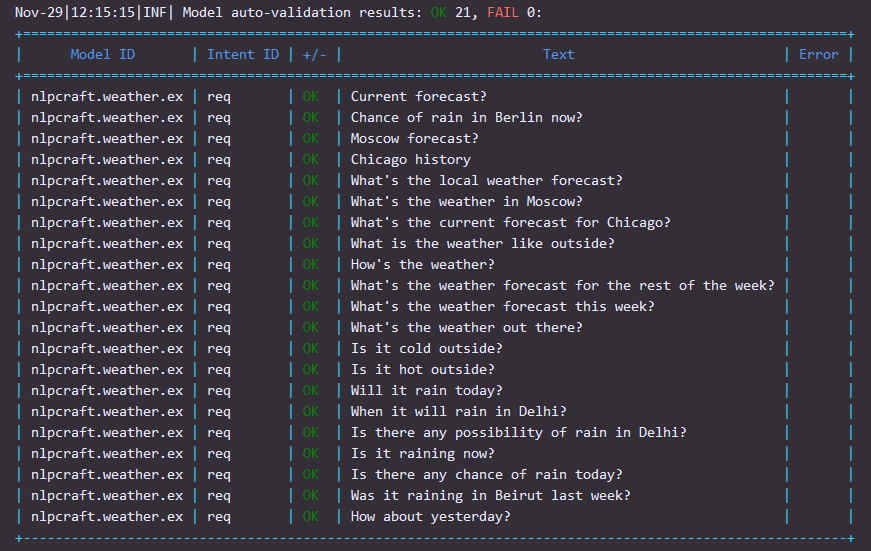 Nov-29|12:15:15|INF| Model auto-validation results: OK 21, FAIL 0:
+=======================================================================================================+
| Model ID | Intent ID | +/- | Text | Error |
+=======================================================================================================+
| nlpcraft.weather.ex | req | OK | Current forecast? | |
| nlpcraft.weather.ex | req | OK | Chance of rain in Berlin now? | |
| nlpcraft.weather.ex | req | OK | Moscow forecast? | |
| nlpcraft.weather.ex | req | OK | Chicago history | |
| nlpcraft.weather.ex | req | OK | What's the local weather forecast? | |
| nlpcraft.weather.ex | req | OK | What's the weather in Moscow? | |
| nlpcraft.weather.ex | req | OK | What's the current forecast for Chicago? | |
| nlpcraft.weather.ex | req | OK | What is the weather like outside? | |
| nlpcraft.weather.ex | req | OK | How's the weather? | |
| nlpcraft.weather.ex | req | OK | What's the weather forecast for the rest of the week? | |
| nlpcraft.weather.ex | req | OK | What's the weather forecast this week? | |
| nlpcraft.weather.ex | req | OK | What's the weather out there? | |
| nlpcraft.weather.ex | req | OK | Is it cold outside? | |
| nlpcraft.weather.ex | req | OK | Is it hot outside? | |
| nlpcraft.weather.ex | req | OK | Will it rain today? | |
| nlpcraft.weather.ex | req | OK | When it will rain in Delhi? | |
| nlpcraft.weather.ex | req | OK | Is there any possibility of rain in Delhi? | |
| nlpcraft.weather.ex | req | OK | Is it raining now? | |
| nlpcraft.weather.ex | req | OK | Is there any chance of rain today? | |
| nlpcraft.weather.ex | req | OK | Was it raining in Beirut last week? | |
| nlpcraft.weather.ex | req | OK | How about yesterday? | |
+-------------------------------------------------------------------------------------------------------+